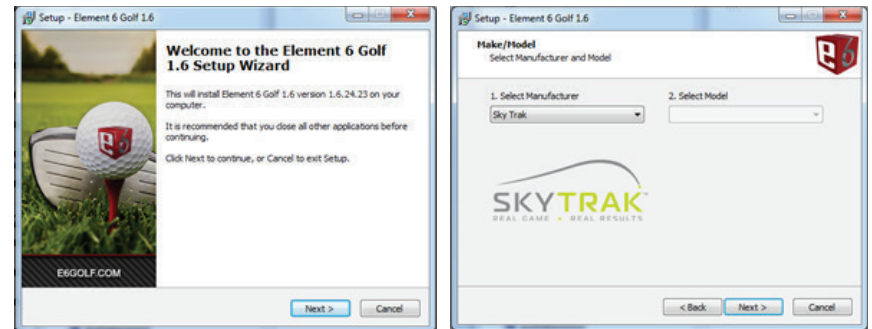 Setup - Element 6 Golf 1.6
Welcome to the Element 6 Golf
1.6 Setup Wizard
This will install Element 6 Golf 1.6 version 1.6.24.23 on your
computer.
It is recommended that you close all other applications before
continuing.
Click Next to continue, or Cancel to exit Setup.
e6
E6GOLF.COM
Next >
Cancel
Setup - Element 6 Golf 1.6
Make/Model
Select Manufacturer and Model
e6
1. Select Manufacturer
2. Select Model
Sky Trak
SKYTRAK™
REAL GAME • REAL RESULTS
< Back
Next >
Cancel